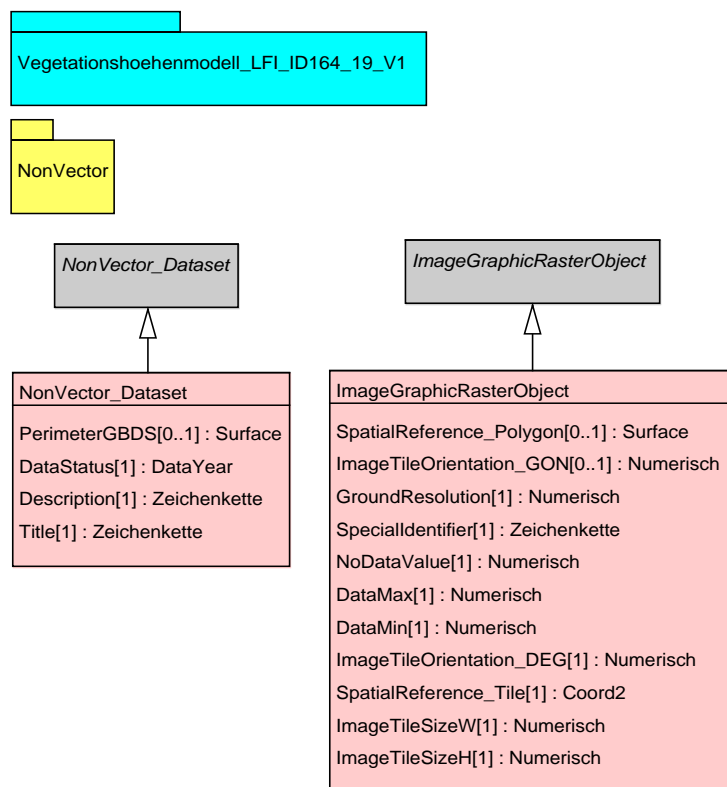 Vegetationshoehenmodell_LFI_ID164_19_V1
NonVector
NonVector_Dataset
ImageGraphicRasterObject
NonVector_Dataset
PerimeterGBDS[0..1] : Surface
DataStatus[1] : DataYear
Description[1] : Zeichenkette
Title[1] : Zeichenkette
ImageGraphicRasterObject
SpatialReference_Polygon[0..1] : Surface
ImageTileOrientation_GON[0..1] : Numerisch
GroundResolution[1] : Numerisch
SpecialIdentifier[1] : Zeichenkette
NoDataValue[1] : Numerisch
DataMax[1] : Numerisch
DataMin[1] : Numerisch
ImageTileOrientation_DEG[1] : Numerisch
SpatialReference_Tile[1] : Coord2
ImageTileSizeW[1] : Numerisch
ImageTileSizeH[1] : Numerisch